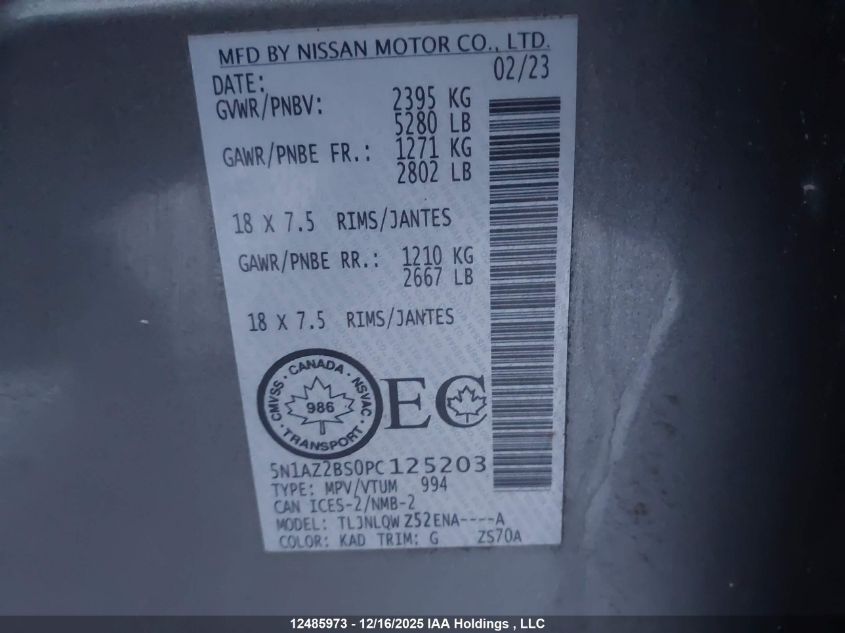 MFD BY NISSAN MOTOR CO., LTD.
DATE: 02/23
GVWR/PNBV: 2395 KG
5280 LB
GAWR/PNBE FR.: 1271 KG
2802 LB
18 X 7.5 RIMS/JANTES
GAWR/PNBE RR.: 1210 KG
2667 LB
18 X 7.5 RIMS/JANTES
CMVSS · CANADA · NSVAC · TRANSPORT ·
986
EC
5N1AZ2BS0PC125203
TYPE: MPV/VTUM 994
CAN ICES-2/NMB-2
MODEL: TLJNLQW Z52ENA----A
COLOR: KAD TRIM: G ZS70A
12485973 - 12/16/2025 IAA Holdings , LLC